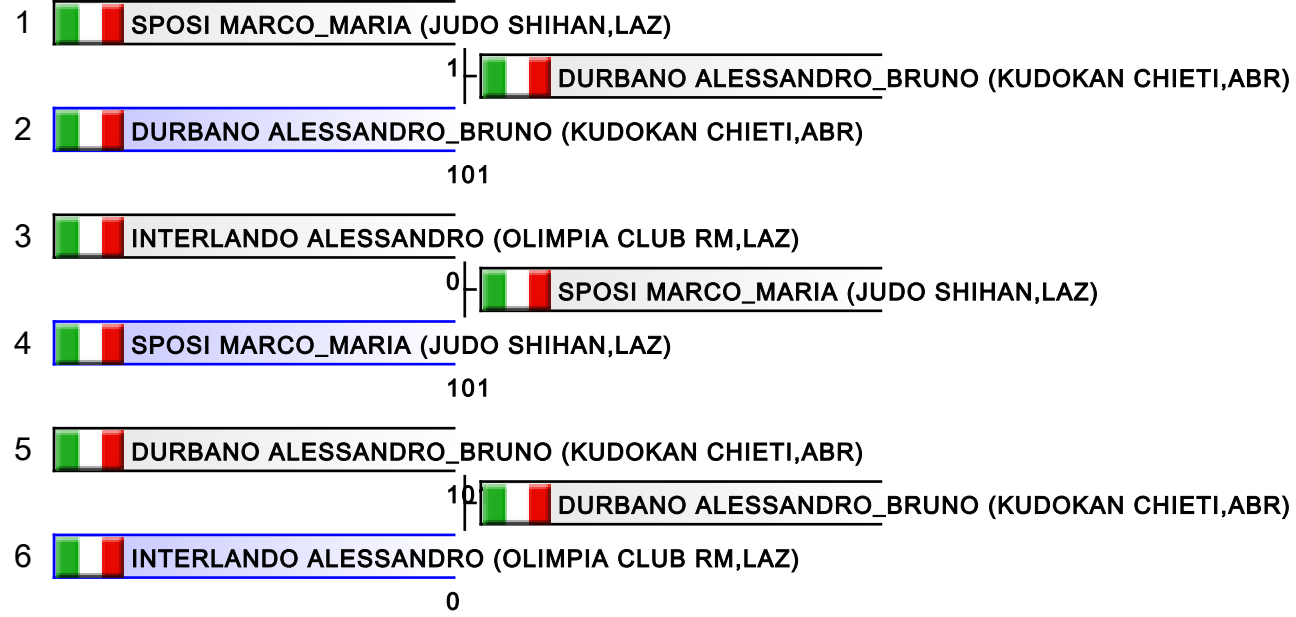 1 SPOSI MARCO_MARIA (JUDO SHIHAN,LAZ)
1 DURBANO ALESSANDRO_BRUNO (KUDOKAN CHIETI,ABR)
2 DURBANO ALESSANDRO_BRUNO (KUDOKAN CHIETI,ABR)
101
3 INTERLANDO ALESSANDRO (OLIMPIA CLUB RM,LAZ)
0 SPOSI MARCO_MARIA (JUDO SHIHAN,LAZ)
4 SPOSI MARCO_MARIA (JUDO SHIHAN,LAZ)
101
5 DURBANO ALESSANDRO_BRUNO (KUDOKAN CHIETI,ABR)
DURBANO ALESSANDRO_BRUNO (KUDOKAN CHIETI,ABR)
6 INTERLANDO ALESSANDRO (OLIMPIA CLUB RM,LAZ)
0